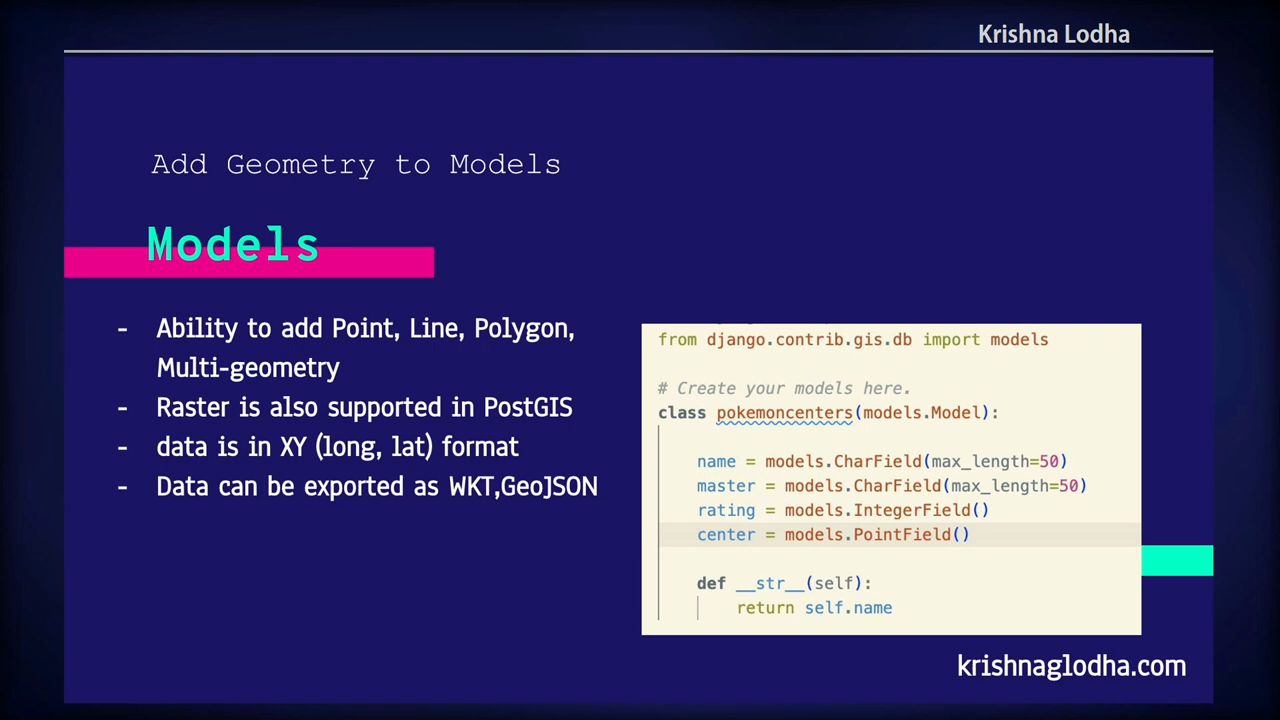 Krishna Lodha
Add Geometry to Models
Models
- Ability to add Point, Line, Polygon,
Multi-geometry
- Raster is also supported in PostGIS
- data is in XY (long, lat) format
- Data can be exported as WKT,GeoJSON
from django.contrib.gis.db import models
# Create your models here.
class pokemoncenters(models.Model):
name = models.CharField(max_length=50)
master = models.CharField(max_length=50)
rating = models.IntegerField()
center = models.PointField()
def __str__(self):
return self.name
krishnaglodha.com